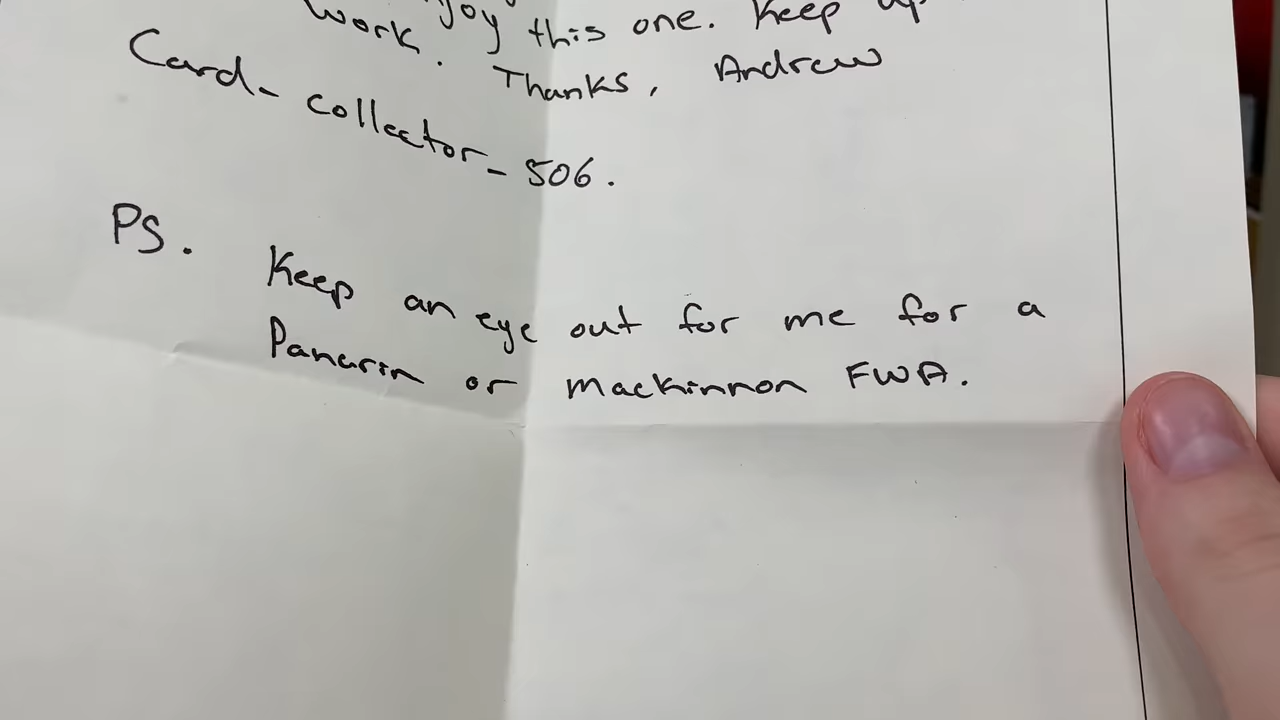 joy this one. Keep up
work. Thanks, Andrew
Card-collector-506.
PS. Keep an eye out for me for a
Panarin or mackinnon FWA.